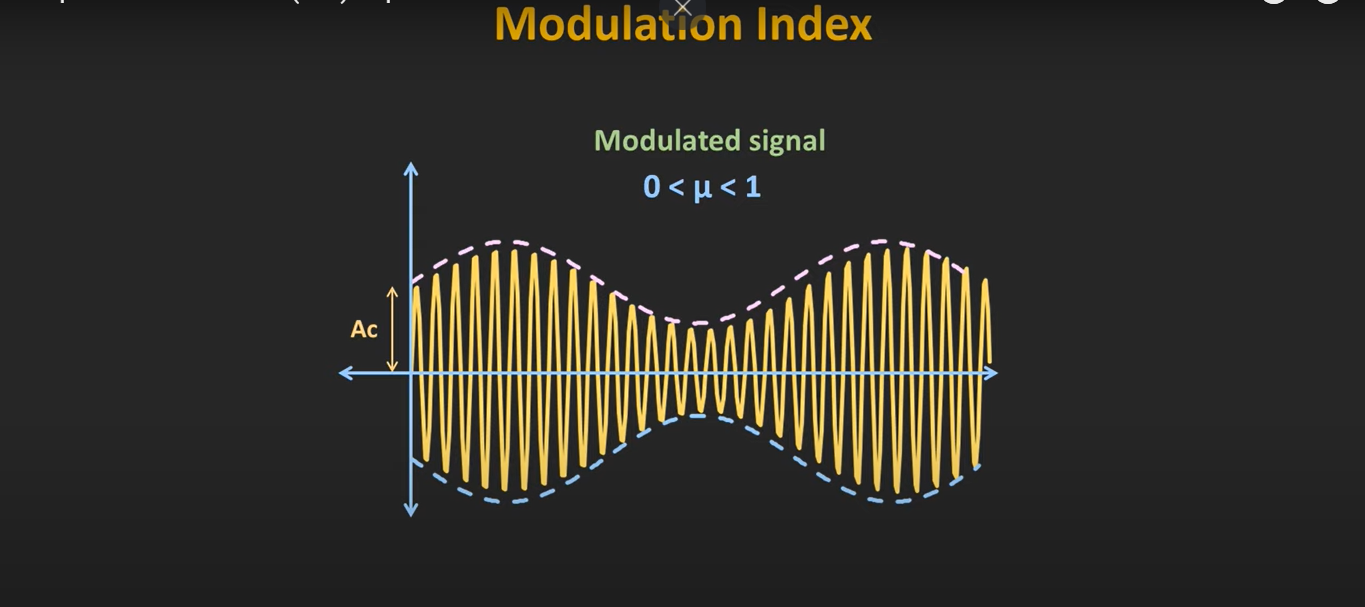 Modulation Index
Modulated signal
0 < μ < 1
Ac